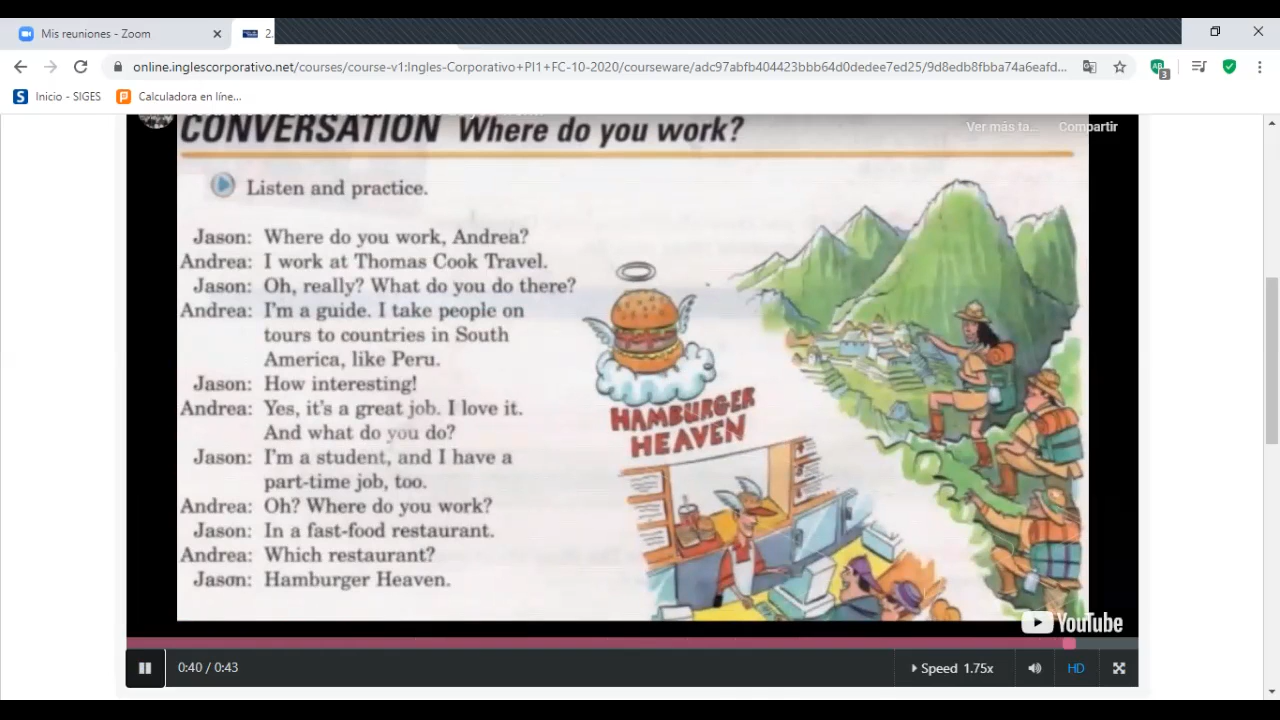 Mis reuniones - Zoom
2.
online.inglescorporativo.net/courses/course-v1:Ingles-Corporativo+PI1+FC-10-2020/courseware/adc97abfb404423bbb64d0dedee7ed25/9d8edb8fbba74a6eafd...
3
Inicio - SIGES
Calculadora en líne...
CONVERSATION Where do you work?
Ver más ta...
Compartir
Listen and practice.
Jason: Where do you work, Andrea?
Andrea: I work at Thomas Cook Travel.
Jason: Oh, really? What do you do there?
Andrea: I'm a guide. I take people on
tours to countries in South
America, like Peru.
Jason: How interesting!
Andrea: Yes, it's a great job. I love it.
And what do you do?
Jason: I'm a student, and I have a
part-time job, too.
Andrea: Oh? Where do you work?
Jason: In a fast-food restaurant.
Andrea: Which restaurant?
Jason: Hamburger Heaven.
HAMBURGER
HEAVEN
YouTube
0:40 / 0:43
Speed 1.75x
HD